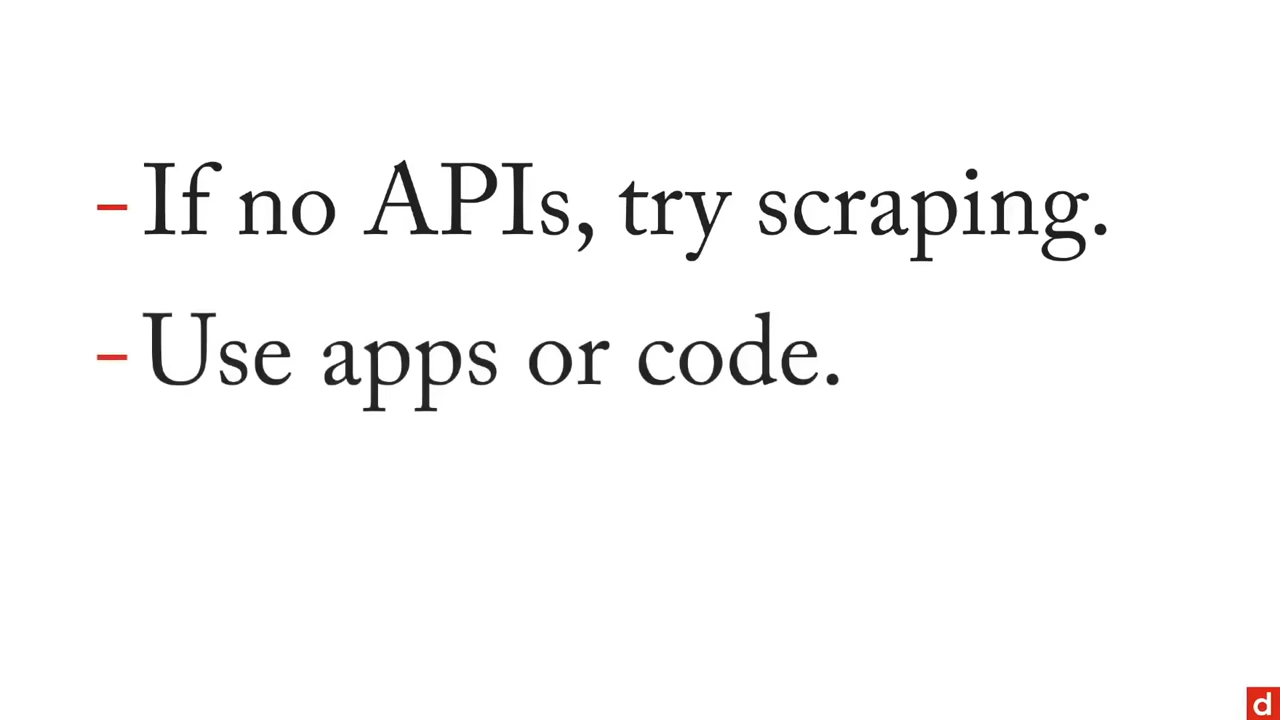 - If no APIs, try scraping.
- Use apps or code.
d